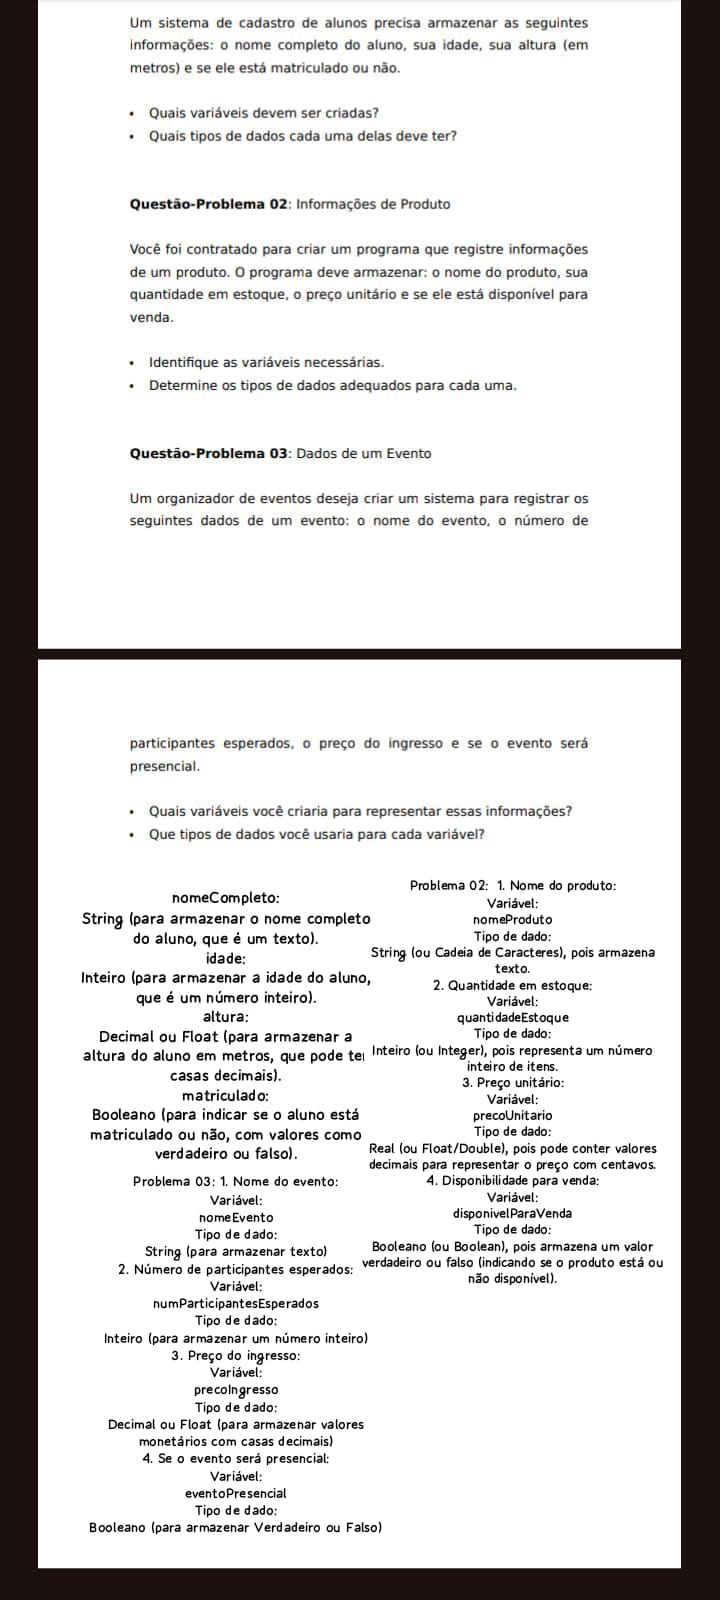 Um sistema de cadastro de alunos precisa armazenar as seguintes
informações: o nome completo do aluno, sua idade, sua altura (em
metros) e se ele está matriculado ou não.
• Quais variáveis devem ser criadas?
• Quais tipos de dados cada uma delas deve ter?
Questão-Problema 02: Informações de Produto
Você foi contratado para criar um programa que registre informações
de um produto. O programa deve armazenar: o nome do produto, sua
quantidade em estoque, o preço unitário e se ele está disponível para
venda.
• Identifique as variáveis necessárias.
• Determine os tipos de dados adequados para cada uma.
Questão-Problema 03: Dados de um Evento
Um organizador de eventos deseja criar um sistema para registrar os
seguintes dados de um evento: o nome do evento, o número de
participantes esperados, o preço do ingresso e se o evento será
presencial.
• Quais variáveis você criaria para representar essas informações?
• Que tipos de dados você usaria para cada variável?
nomeCompleto:
String (para armazenar o nome completo
do aluno, que é um texto).
idade:
Inteiro (para armazenar a idade do aluno,
que é um número inteiro).
altura:
Decimal ou Float (para armazenar a
altura do aluno em metros, que pode ter
casas decimais).
matriculado:
Booleano (para indicar se o aluno está
matriculado ou não, com valores como
verdadeiro ou falso).
Problema 02: 1. Nome do produto:
Variável:
nomeProduto
Tipo de dado:
String (ou Cadeia de Caracteres), pois armazena
texto.
2. Quantidade em estoque:
Variável:
quantidadeEstoque
Tipo de dado:
Inteiro (ou Integer), pois representa um número
inteiro de itens.
3. Preço unitário:
Variável:
precoUnitario
Tipo de dado:
Real (ou Float/Double), pois pode conter valores
decimais para representar o preço com centavos.
4. Disponibilidade para venda:
Variável:
disponivelParaVenda
Tipo de dado:
Booleano (ou Boolean), pois armazena um valor
verdadeiro ou falso (indicando se o produto está ou
não disponível).
Problema 03: 1. Nome do evento:
Variável:
nomeEvento
Tipo de dado:
String (para armazenar texto)
2. Número de participantes esperados:
Variável:
numParticipantesEsperados
Tipo de dado:
Inteiro (para armazenar um número inteiro)
3. Preço do ingresso:
Variável:
precoIngresso
Tipo de dado:
Decimal ou Float (para armazenar valores
monetários com casas decimais)
4. Se o evento será presencial:
Variável:
eventoPresencial
Tipo de dado:
Booleano (para armazenar Verdadeiro ou Falso)